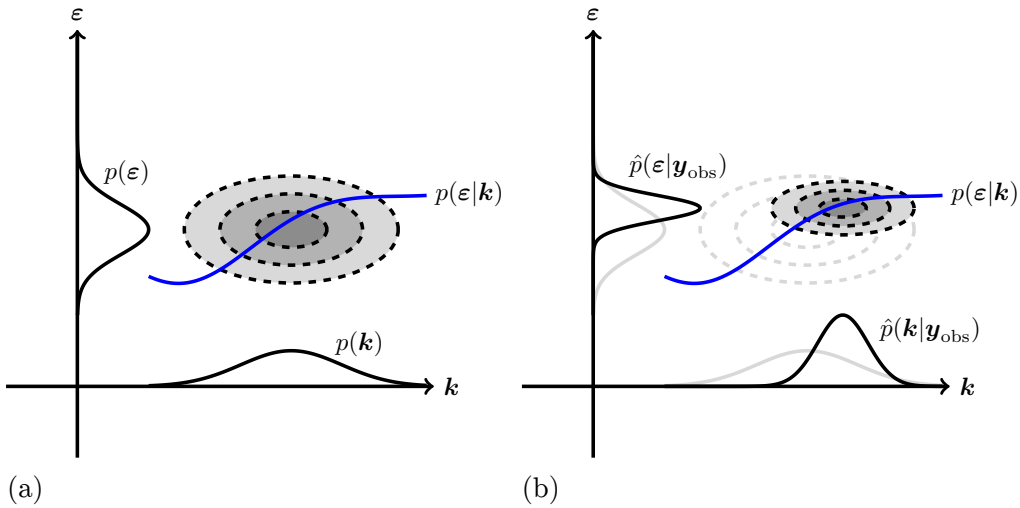 ε
p(ε)
p(ε|k)
p(k)
k
(a)
ε
p̂(ε|y_obs)
p(ε|k)
p̂(k|y_obs)
k
(b)